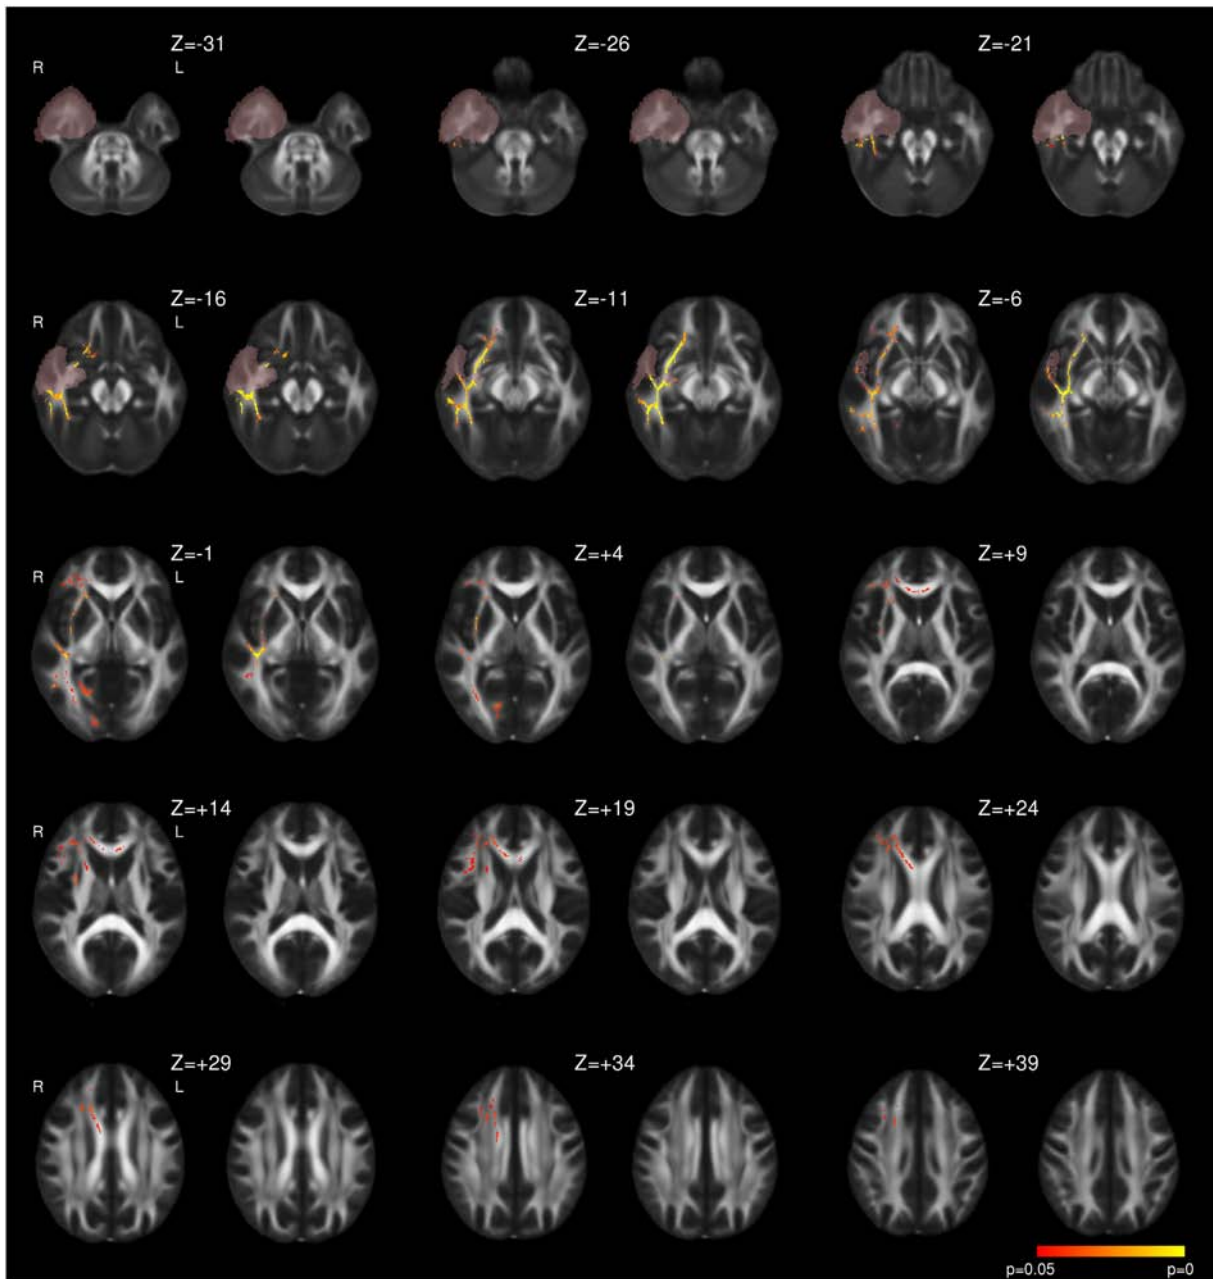 Z=-31
Z=-26
Z=-21
R
L
Z=-16
Z=-11
Z=-6
R
L
Z=-1
Z=+4
Z=+9
R
L
Z=+14
Z=+19
Z=+24
R
L
Z=+29
Z=+34
Z=+39
R
L
p=0.05
p=0